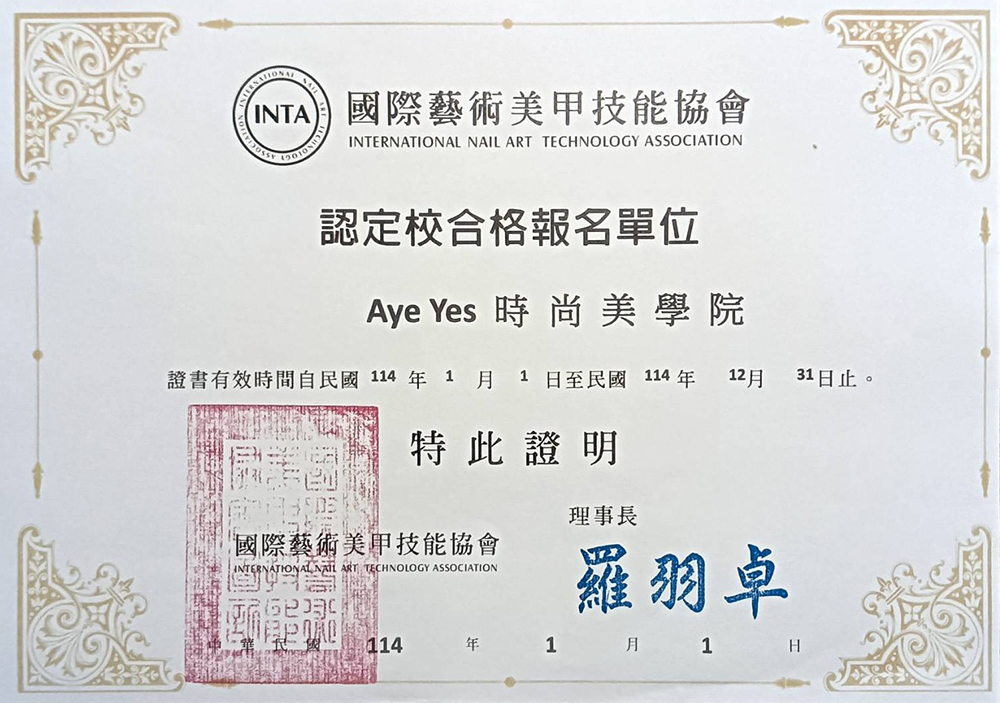 INTERNATIONAL NAIL ART TECHNOLOGY ASSOCIATION
INTA
國際藝術美甲技能協會
INTERNATIONAL NAIL ART TECHNOLOGY ASSOCIATION
認定校合格報名單位
Aye Yes 時尚美學院
證書有效時間自民國 114 年 1 月 1 日至民國 114 年 12月 31日止。
特此證明
理事長
國際藝術美甲技能協會
INTERNATIONAL NAIL ART TECHNOLOGY ASSOCIATION
羅羽卓
中華民國 114 年 1 月 1 日